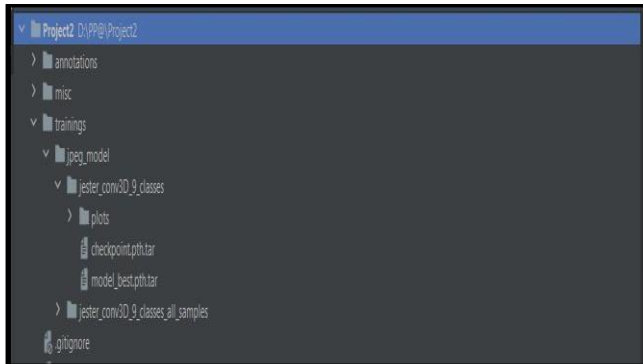 Project2 D:\PP@\Project2
annotations
misc
trainings
jpeg_model
jester_conv3D_9_classes
plots
checkpoint.pth.tar
model_best.pth.tar
jester_conv3D_9_classes_all_samples
.gitignore